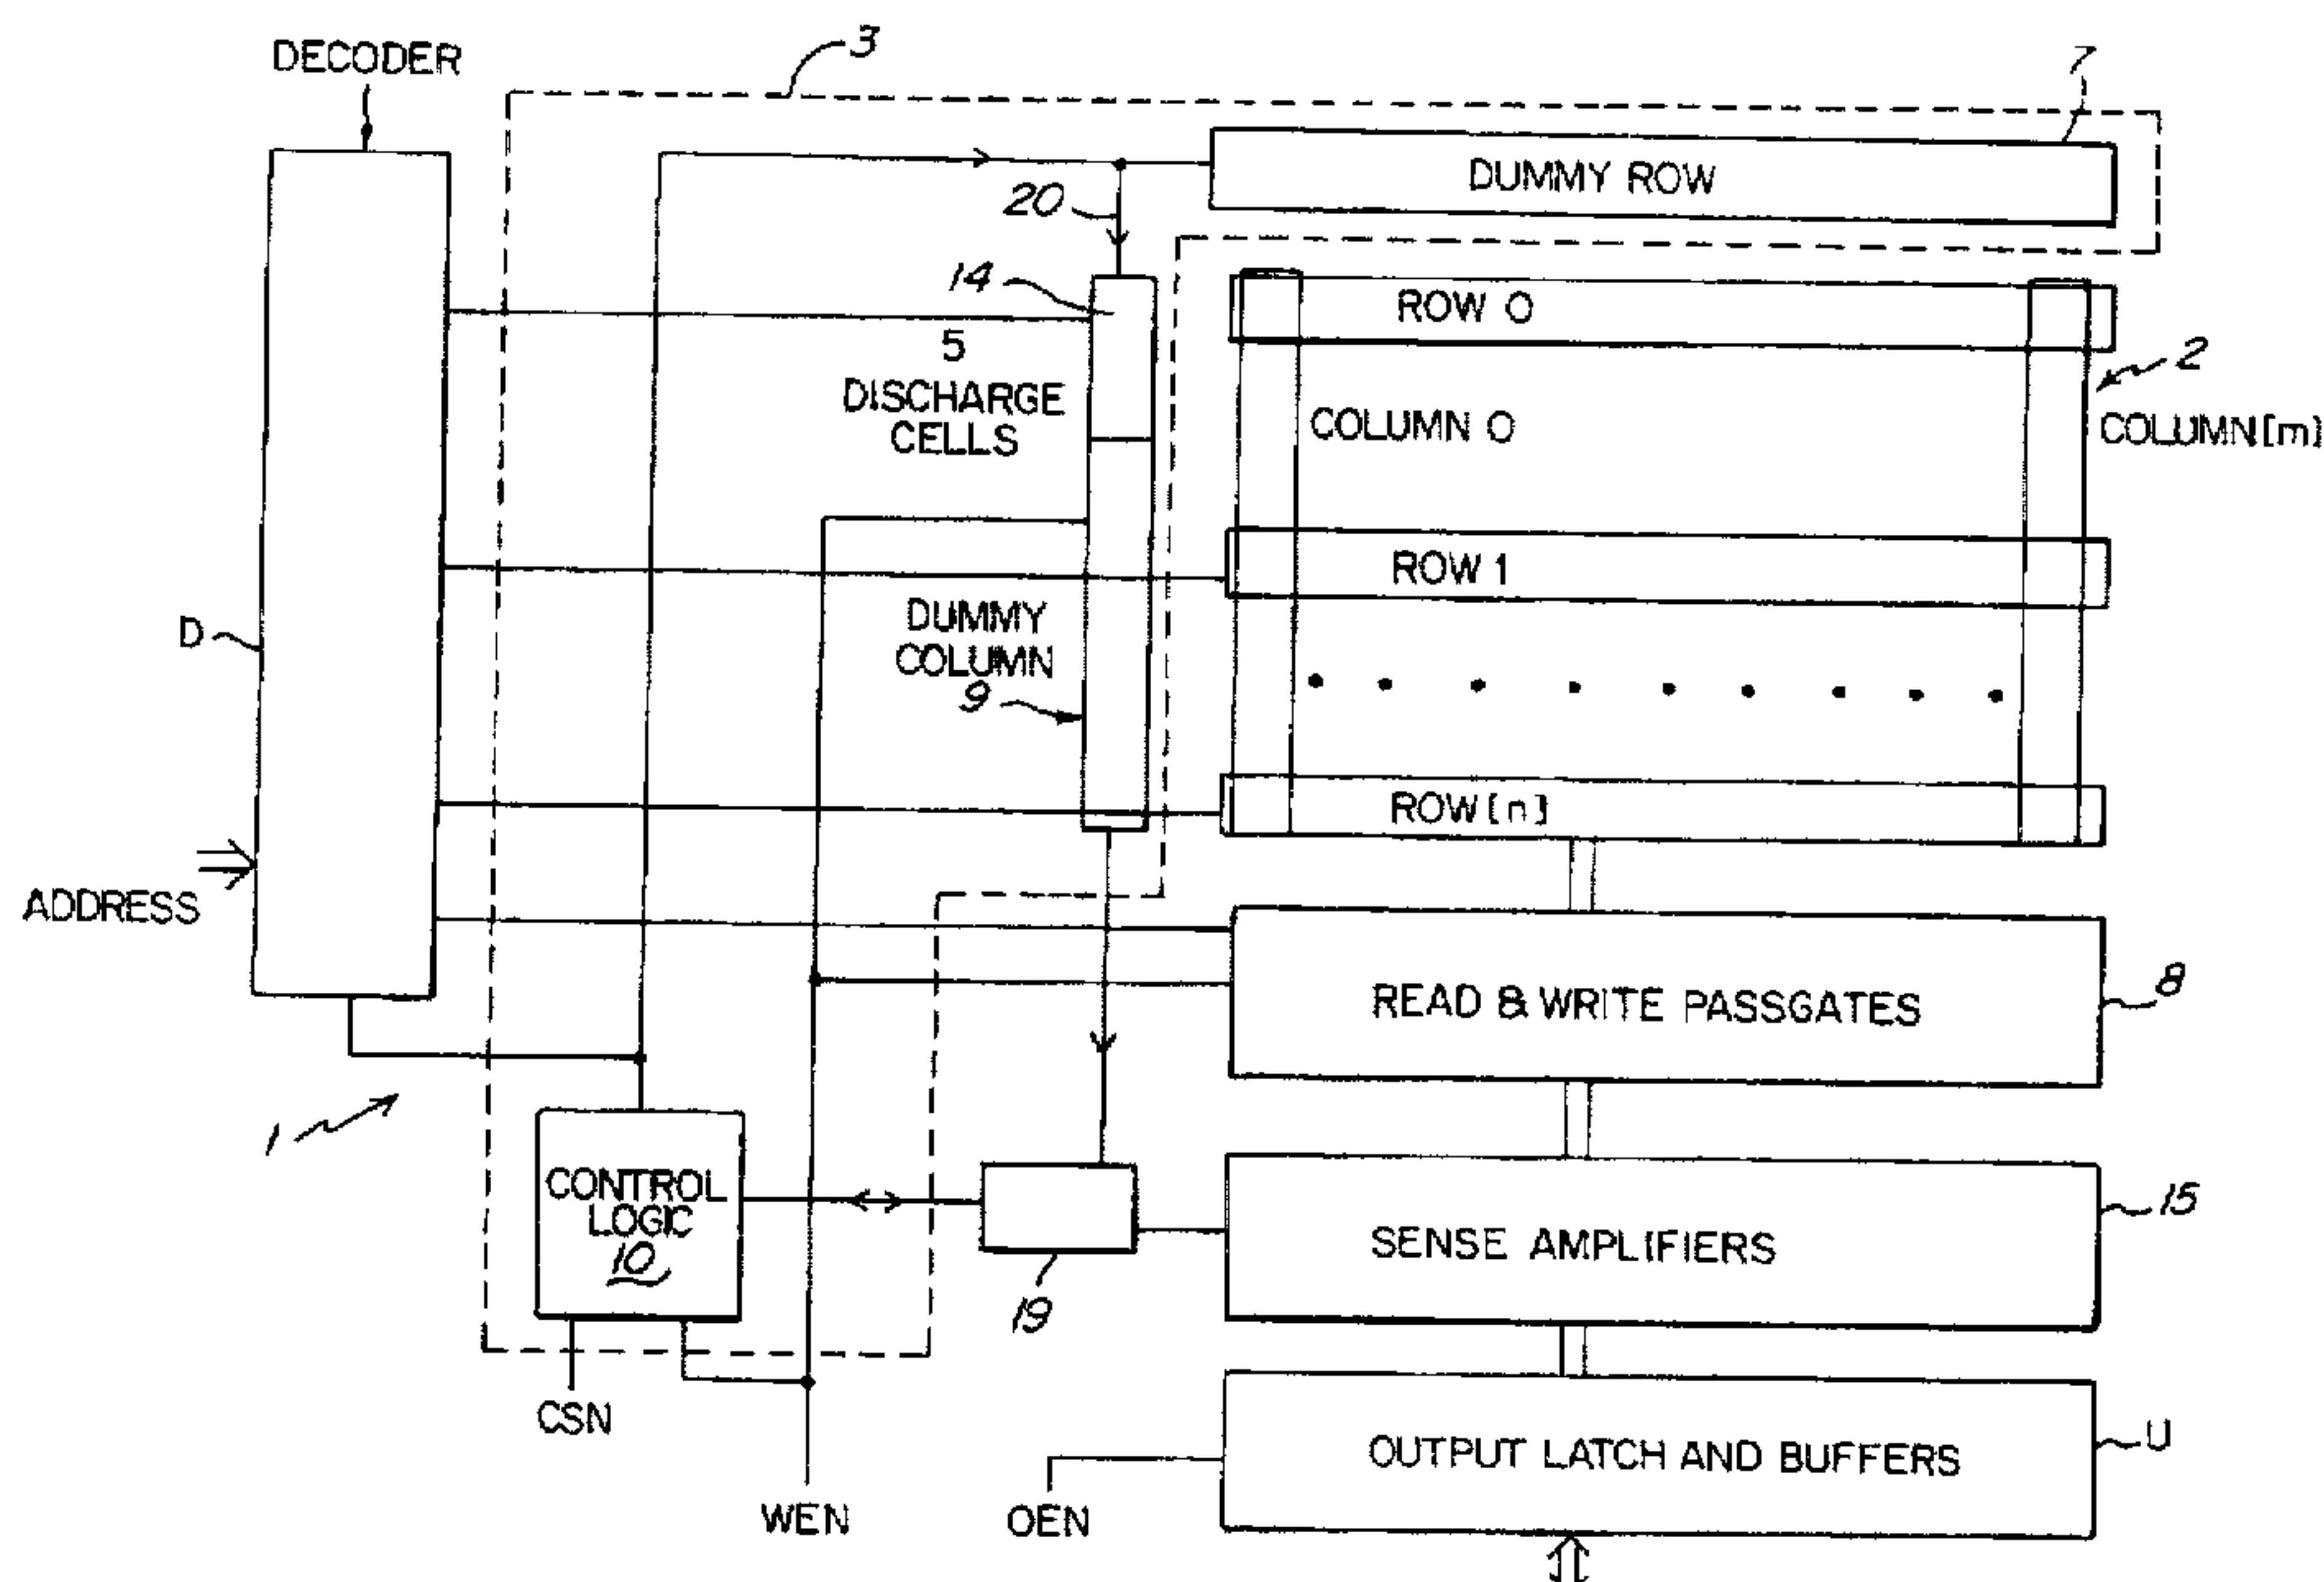 DECODER
3
7
DUMMY ROW
20
14
ROW 0
5
DISCHARGE
CELLS
2
COLUMN 0
COLUMN[m]
ROW 1
D
DUMMY
COLUMN
9
ROW[n]
ADDRESS
READ & WRITE PASSGATES
8
1
CONTROL
LOGIC
10
SENSE AMPLIFIERS
15
19
CSN
WEN
OEN
OUTPUT LATCH AND BUFFERS
U